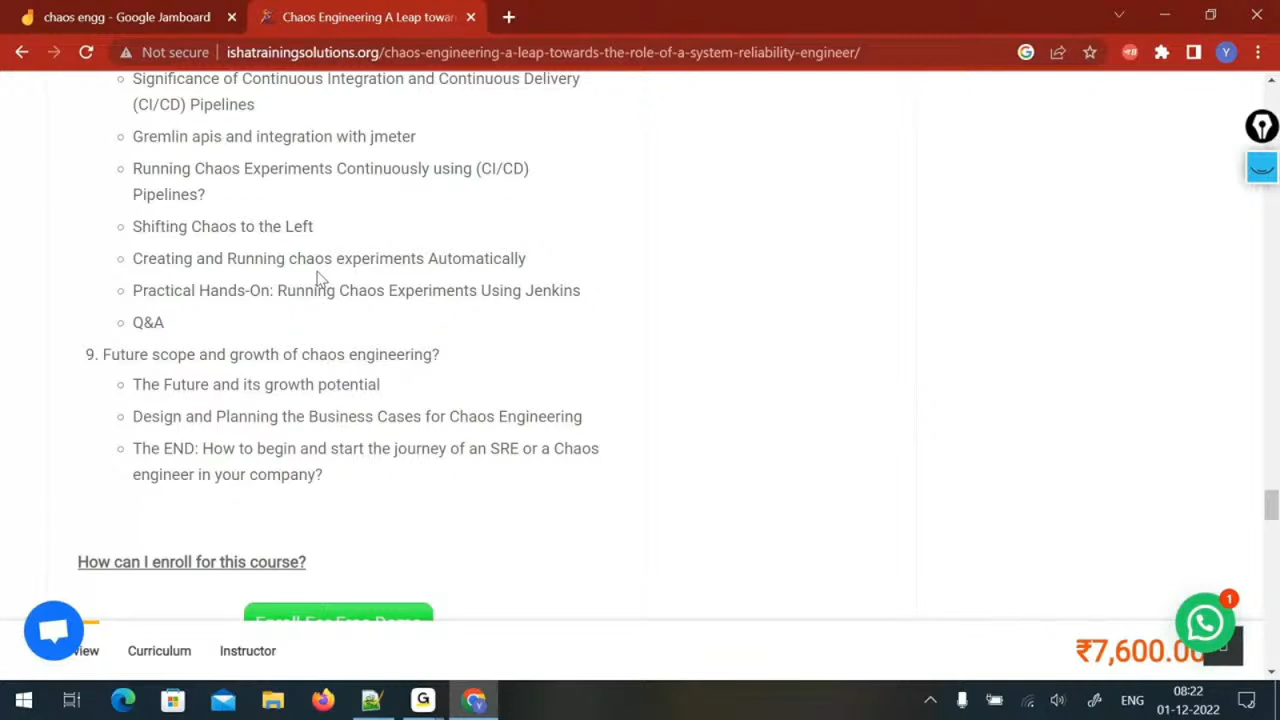 chaos engg - Google Jamboard
Chaos Engineering A Leap towar
Not secure
ishatrainingsolutions.org/chaos-engineering-a-leap-towards-the-role-of-a-system-reliability-engineer/
Significance of Continuous Integration and Continuous Delivery
(CI/CD) Pipelines
Gremlin apis and integration with jmeter
Running Chaos Experiments Continuously using (CI/CD)
Pipelines?
Shifting Chaos to the Left
Creating and Running chaos experiments Automatically
Practical Hands-On: Running Chaos Experiments Using Jenkins
Q&A
9. Future scope and growth of chaos engineering?
The Future and its growth potential
Design and Planning the Business Cases for Chaos Engineering
The END: How to begin and start the journey of an SRE or a Chaos
engineer in your company?
How can I enroll for this course?
Enroll For Free Demo
Curriculum
Instructor
₹7,600.00
1
ENG
08:22
01-12-2022